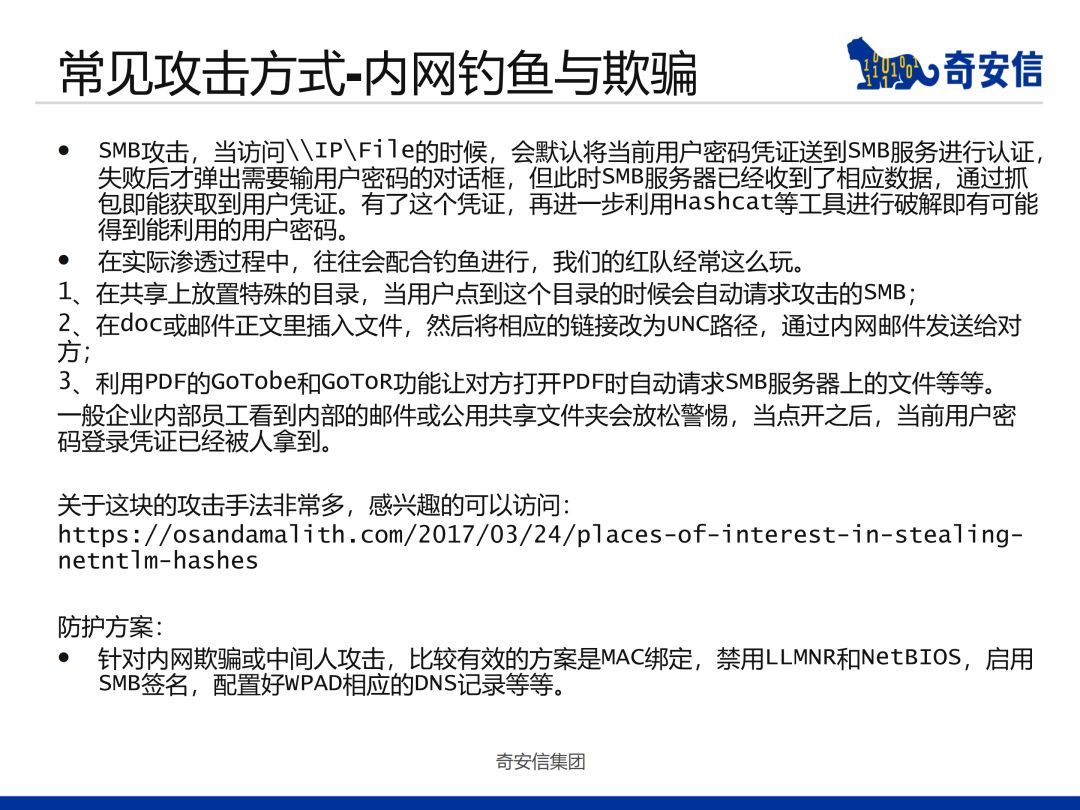 常见攻击方式-内网钓鱼与欺骗
奇安信
• SMB攻击，当访问\\IP\File的时候，会默认将当前用户密码凭证送到SMB服务进行认证，
失败后才弹出需要输用户密码的对话框，但此时SMB服务器已经收到了相应数据，通过抓
包即能获取到用户凭证。有了这个凭证，再进一步利用Hashcat等工具进行破解即有可能
得到能利用的用户密码。
• 在实际渗透过程中，往往会配合钓鱼进行，我们的红队经常这么玩。
1、在共享上放置特殊的目录，当用户点到这个目录的时候会自动请求攻击的SMB；
2、在doc或邮件正文里插入文件，然后将相应的链接改为UNC路径，通过内网邮件发送给对
方；
3、利用PDF的GoTobe和GoToR功能让对方打开PDF时自动请求SMB服务器上的文件等等。
一般企业内部员工看到内部的邮件或公用共享文件夹会放松警惕，当点开之后，当前用户密
码登录凭证已经被人拿到。
关于这块的攻击手法非常多，感兴趣的可以访问：
https://osandamalith.com/2017/03/24/places-of-interest-in-stealing-
netntlm-hashes
防护方案：
• 针对内网欺骗或中间人攻击，比较有效的方案是MAC绑定，禁用LLMNR和NetBIOS，启用
SMB签名，配置好WPAD相应的DNS记录等等。
奇安信集团